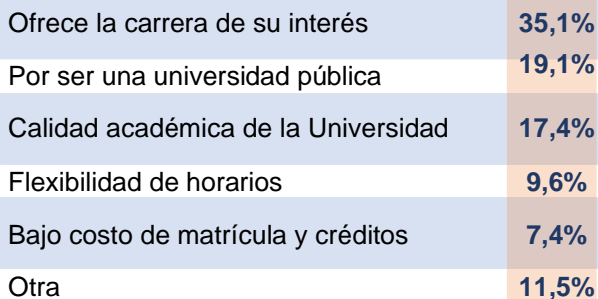 Ofrece la carrera de su interés 35,1%
Por ser una universidad pública 19,1%
Calidad académica de la Universidad 17,4%
Flexibilidad de horarios 9,6%
Bajo costo de matrícula y créditos 7,4%
Otra 11,5%